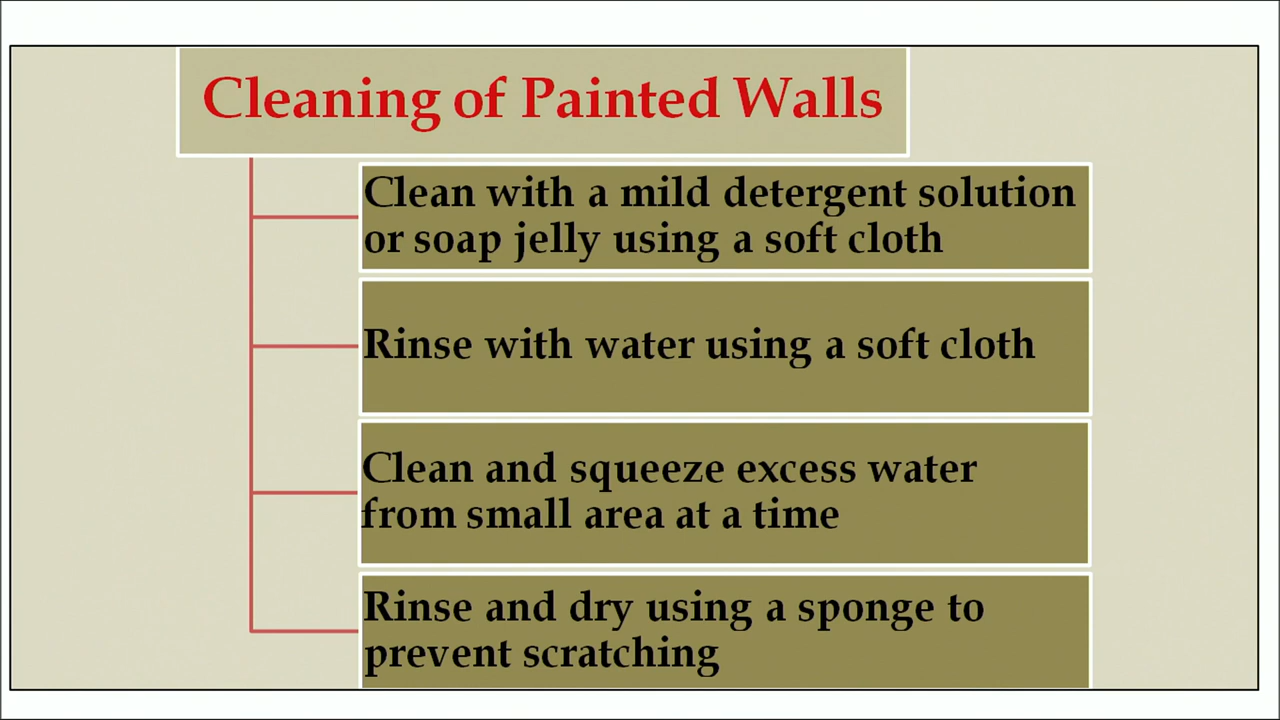 Cleaning of Painted Walls
Clean with a mild detergent solution
or soap jelly using a soft cloth
Rinse with water using a soft cloth
Clean and squeeze excess water
from small area at a time
Rinse and dry using a sponge to
prevent scratching